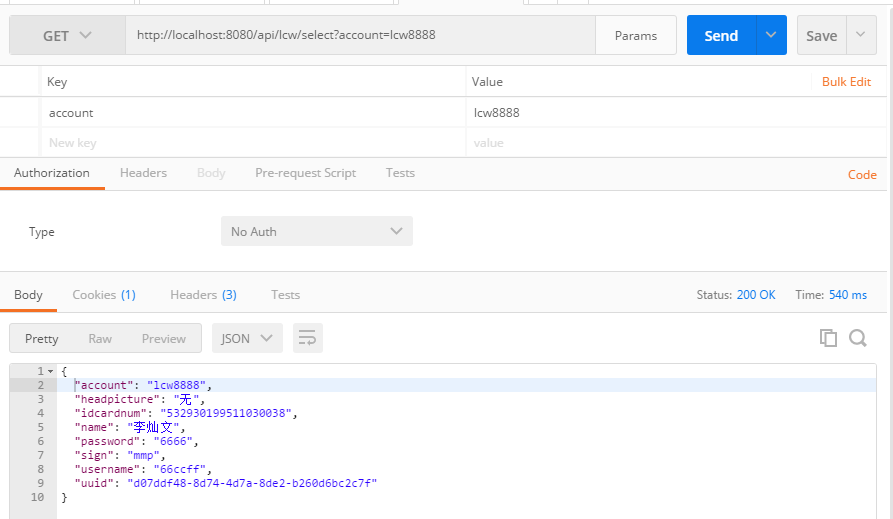 GET http://localhost:8080/api/lcw/select?account=lcw8888 Params Send Save
Key Value Bulk Edit
account lcw8888
New key value
Authorization Headers Body Pre-request Script Tests Code
Type No Auth
Body Cookies (1) Headers (3) Tests Status: 200 OK Time: 540 ms
Pretty Raw Preview JSON
1 {
2 "account": "lcw8888",
3 "headpicture": "无",
4 "idcardnum": "532930199511030038",
5 "name": "李灿文",
6 "password": "6666",
7 "sign": "mmp",
8 "username": "66ccff",
9 "uuid": "d07ddf48-8d74-4d7a-8de2-b260d6bc2c7f"
10 }